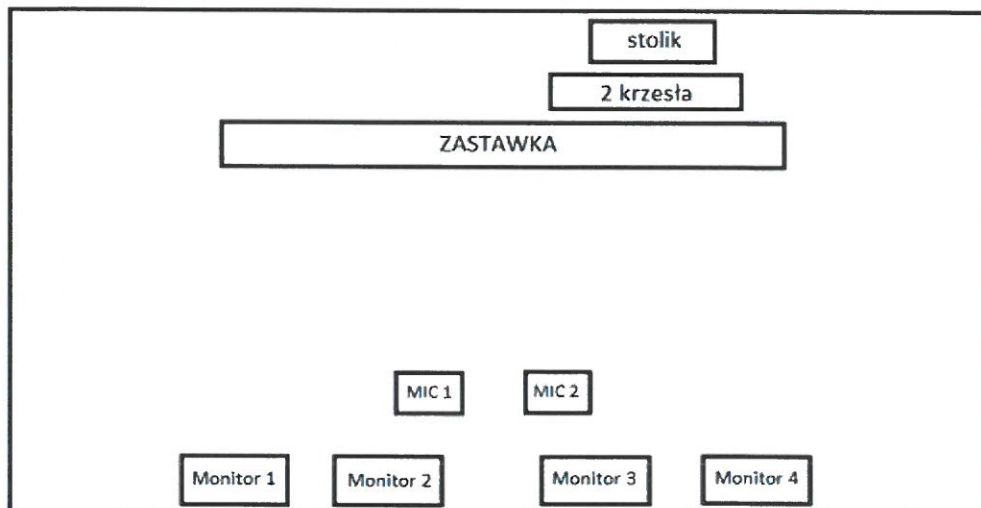 stolik
2 krzesła
ZASTAWKA
MIC 1 MIC 2
Monitor 1 Monitor 2 Monitor 3 Monitor 4